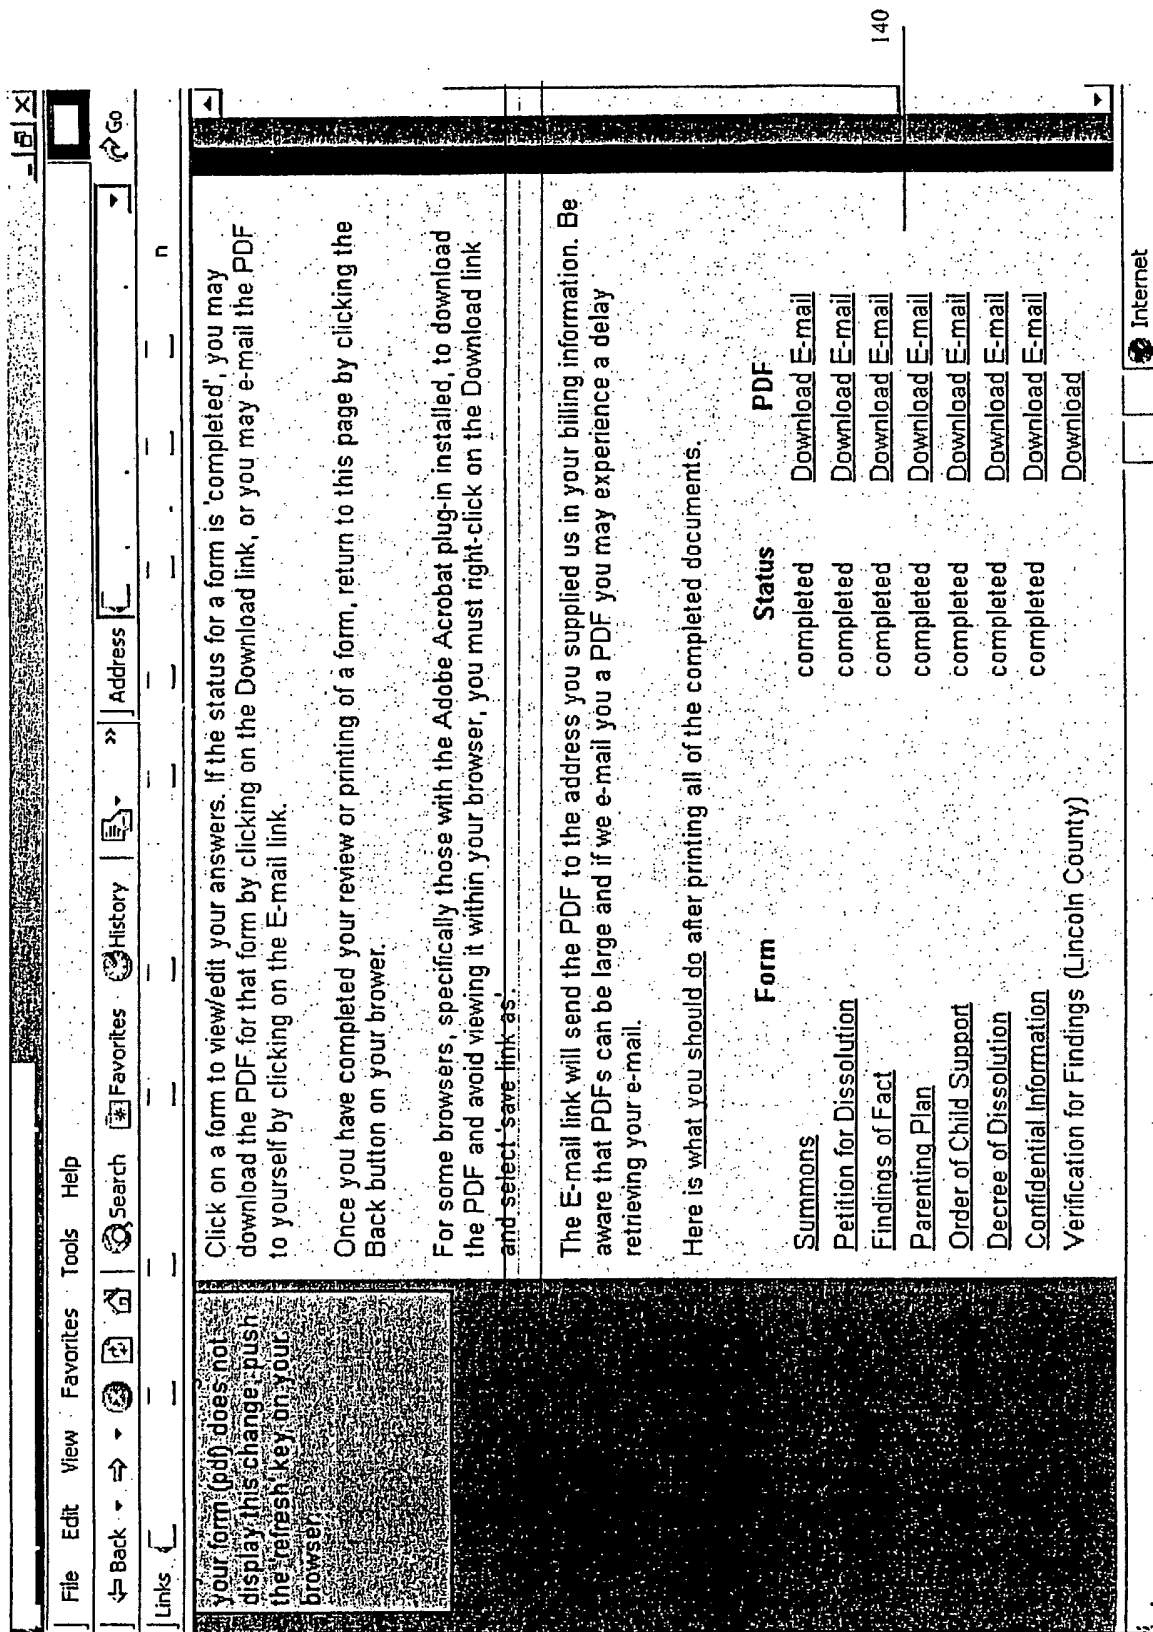 File Edit View Favorites Tools Help
Back Search Favorites History » Address Go
Links n
your form (pdf) does not
display this change push
the 'refresh' key on your
browser.
Click on a form to view/edit your answers. If the status for a form is 'completed', you may
download the PDF for that form by clicking on the Download link, or you may e-mail the PDF
to yourself by clicking on the E-mail link.
Once you have completed your review or printing of a form, return to this page by clicking the
Back button on your brower.
For some browsers, specifically those with the Adobe Acrobat plug-in installed, to download
the PDF and avoid viewing it within your browser, you must right-click on the Download link
and select 'save link as'.
The E-mail link will send the PDF to the address you supplied us in your billing information. Be
aware that PDFs can be large and if we e-mail you a PDF you may experience a delay
retrieving your e-mail.
Here is what you should do after printing all of the completed documents.
Form Status PDF
Summons completed Download E-mail
Petition for Dissolution completed Download E-mail
Findings of Fact completed Download E-mail
Parenting Plan completed Download E-mail
Order of Child Support completed Download E-mail
Decree of Dissolution completed Download E-mail
Confidential Information completed Download E-mail
Verification for Findings (Lincoln County) Download
Internet
140